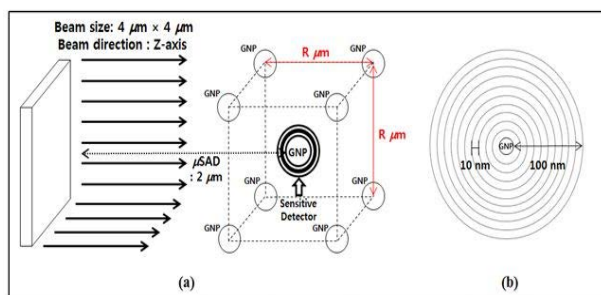 Beam size: 4 μm × 4 μm
Beam direction : Z-axis
GNP
GNP
R μm
GNP
GNP
R μm
GNP
μSAD
: 2 μm
GNP
GNP
Sensitive
Detector
GNP
GNP
(a)
GNP
10 nm
100 nm
(b)